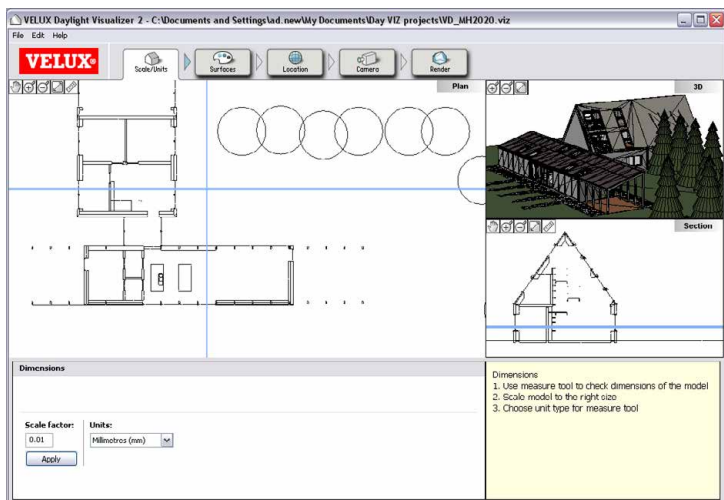 VELUX Daylight Visualizer 2 - C:\Documents and Settings\ad.new\My Documents\Day VIZ projects\VD_MH2020.viz
File Edit Help
VELUX®
Scale/Units
Surfaces
Location
Camera
Render
Plan
3D
Section
Dimensions
Scale factor:
Units:
0.01
Millimetres (mm)
Apply
Dimensions
1. Use measure tool to check dimensions of the model
2. Scale model to the right size
3. Choose unit type for measure tool